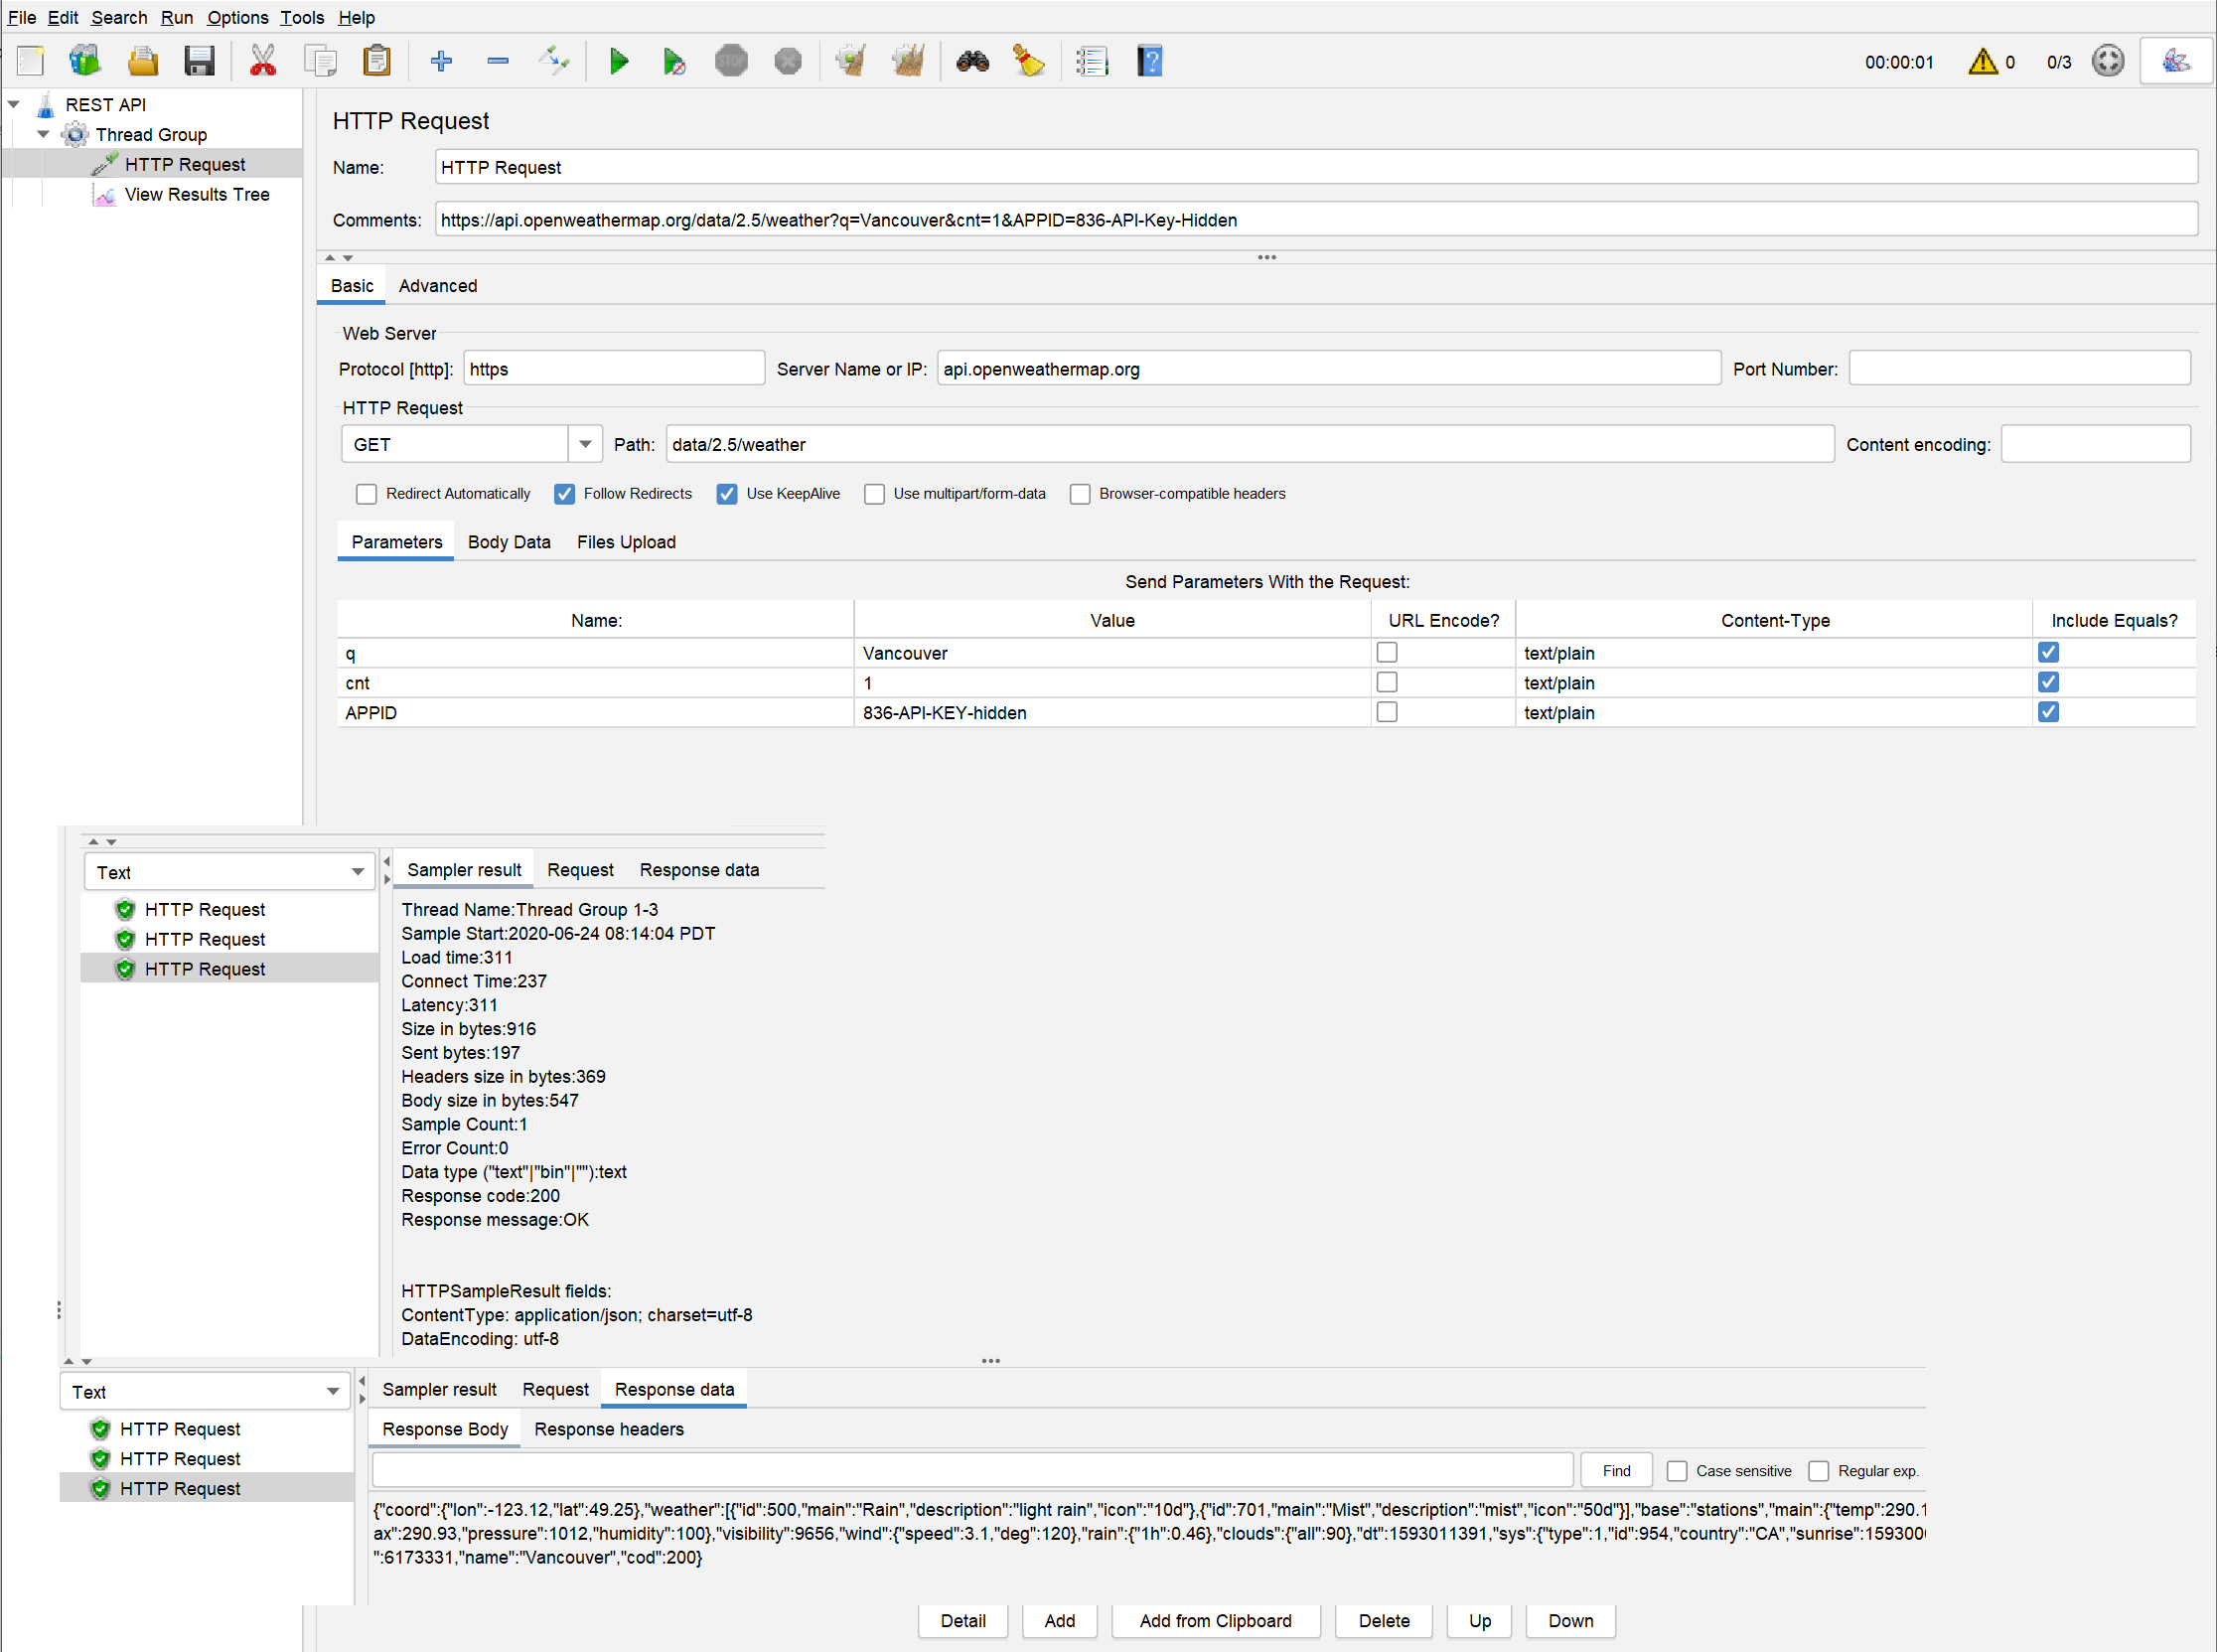 File Edit Search Run Options Tools Help
STOP
00:00:01 0 0/3
REST API
Thread Group
HTTP Request
View Results Tree
HTTP Request
Name: HTTP Request
Comments: https://api.openweathermap.org/data/2.5/weather?q=Vancouver&cnt=1&APPID=836-API-Key-Hidden
Basic Advanced
Web Server
Protocol [http]: https Server Name or IP: api.openweathermap.org Port Number:
HTTP Request
GET Path: data/2.5/weather Content encoding:
Redirect Automatically Follow Redirects Use KeepAlive Use multipart/form-data Browser-compatible headers
Parameters Body Data Files Upload
Send Parameters With the Request:
Name: Value URL Encode? Content-Type Include Equals?
q Vancouver text/plain
cnt 1 text/plain
APPID 836-API-KEY-hidden text/plain
Text
HTTP Request
HTTP Request
HTTP Request
Sampler result Request Response data
Thread Name:Thread Group 1-3
Sample Start:2020-06-24 08:14:04 PDT
Load time:311
Connect Time:237
Latency:311
Size in bytes:916
Sent bytes:197
Headers size in bytes:369
Body size in bytes:547
Sample Count:1
Error Count:0
Data type ("text"|"bin"|""):text
Response code:200
Response message:OK
HTTPSampleResult fields:
ContentType: application/json; charset=utf-8
DataEncoding: utf-8
Text
HTTP Request
HTTP Request
HTTP Request
Sampler result Request Response data
Response Body Response headers
Find Case sensitive Regular exp.
{"coord":{"lon":-123.12,"lat":49.25},"weather":[{"id":500,"main":"Rain","description":"light rain","icon":"10d"},{"id":701,"main":"Mist","description":"mist","icon":"50d"}],"base":"stations","main":{"temp":290.1
ax":290.93,"pressure":1012,"humidity":100},"visibility":9656,"wind":{"speed":3.1,"deg":120},"rain":{"1h":0.46},"clouds":{"all":90},"dt":1593011391,"sys":{"type":1,"id":954,"country":"CA","sunrise":159300
":6173331,"name":"Vancouver","cod":200}
Detail Add Add from Clipboard Delete Up Down